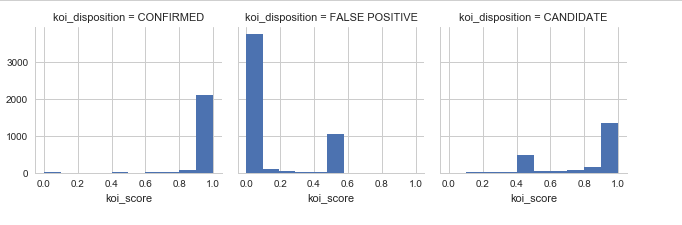 koi_disposition = CONFIRMED koi_disposition = FALSE POSITIVE koi_disposition = CANDIDATE
3000
2000
1000
0
0.0 0.2 0.4 0.6 0.8 1.0 0.0 0.2 0.4 0.6 0.8 1.0 0.0 0.2 0.4 0.6 0.8 1.0
koi_score koi_score koi_score